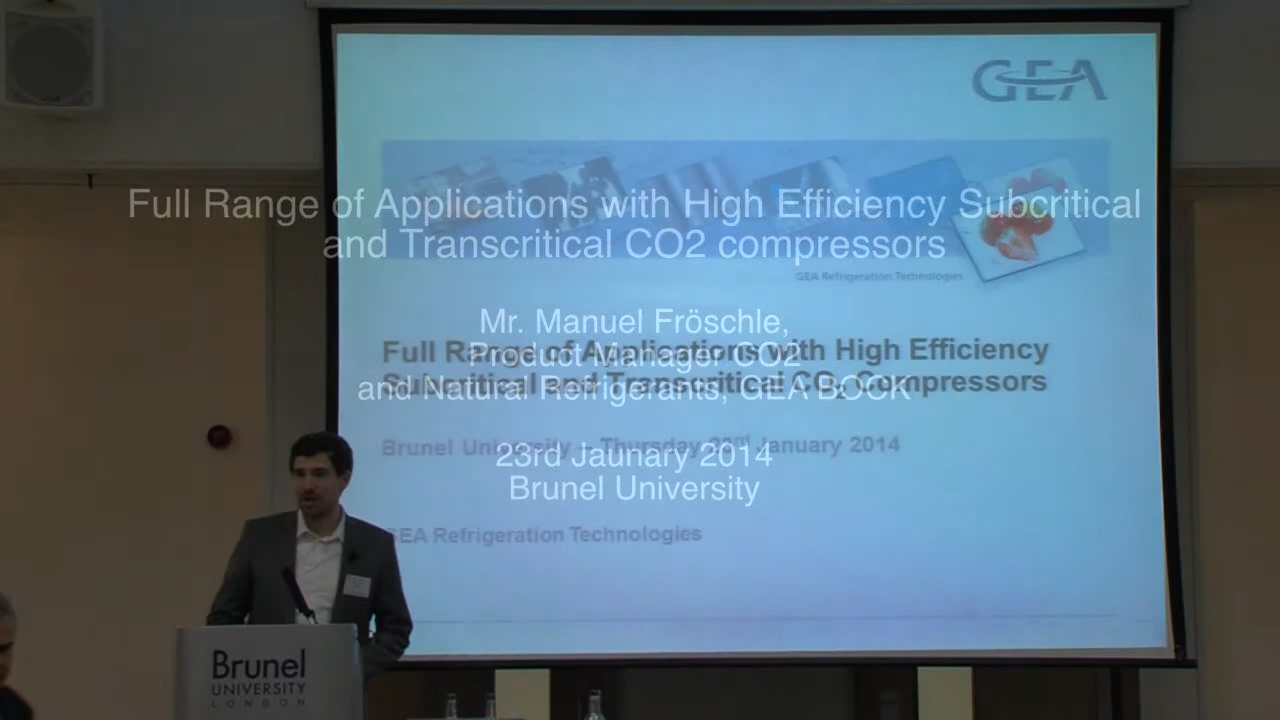 GEA
Full Range of Applications with High Efficiency Subcritical
and Transcritical CO2 compressors
GEA Refrigeration Technologies
Mr. Manuel Fröschle,
Product Manager CO2
and Natural Refrigerants, GEA BOCK
23rd Jaunary 2014
Brunel University
Full Range of Applications with High Efficiency
Subcritical and Transcritical CO2 Compressors
Brunel University – Thursday 23rd January 2014
GEA Refrigeration Technologies
Brunel
UNIVERSITY
LONDON